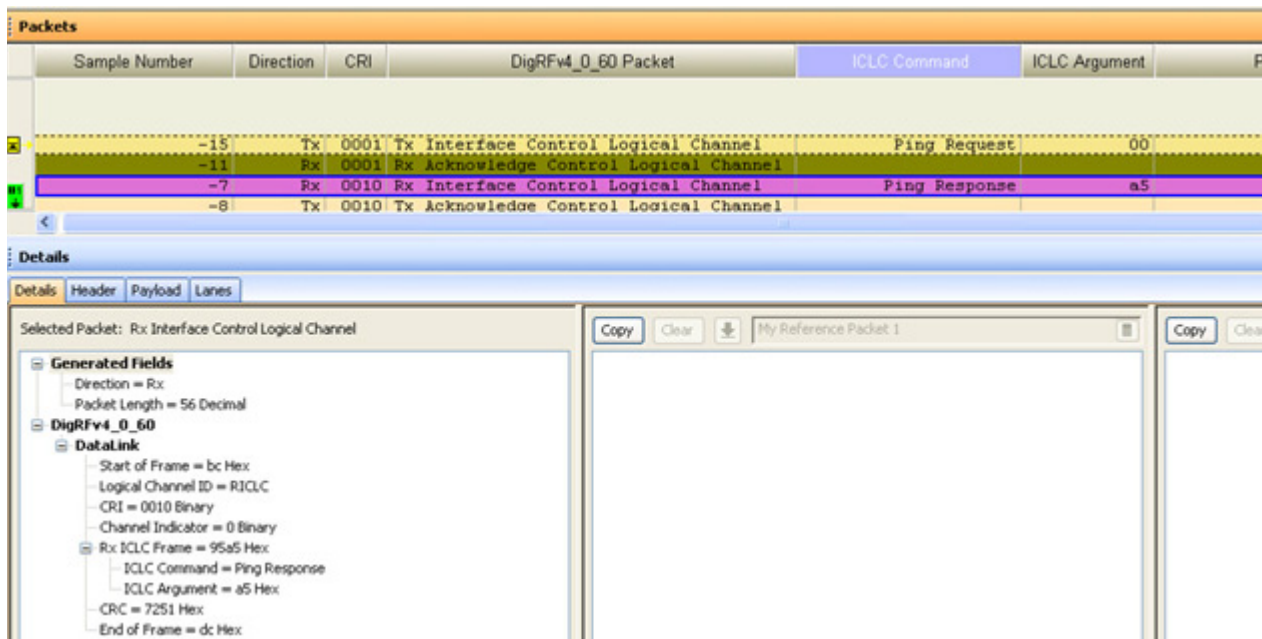 Packets
Sample Number Direction CRI DigRFv4_0_60 Packet ICLC Command ICLC Argument
-15 Tx 0001 Tx Interface Control Logical Channel Ping Request 00
-11 Rx 0001 Rx Acknowledge Control Logical Channel
-7 Rx 0010 Rx Interface Control Logical Channel Ping Response a5
-8 Tx 0010 Tx Acknowledge Control Logical Channel
Details
Details Header Payload Lanes
Selected Packet: Rx Interface Control Logical Channel
Copy Clear My Reference Packet 1 Copy
Generated Fields
Direction = Rx
Packet Length = 56 Decimal
DigRFv4_0_60
DataLink
Start of Frame = bc Hex
Logical Channel ID = RICLC
CRI = 0010 Binary
Channel Indicator = 0 Binary
Rx ICLC Frame = 95a5 Hex
ICLC Command = Ping Response
ICLC Argument = a5 Hex
CRC = 7251 Hex
End of Frame = dc Hex